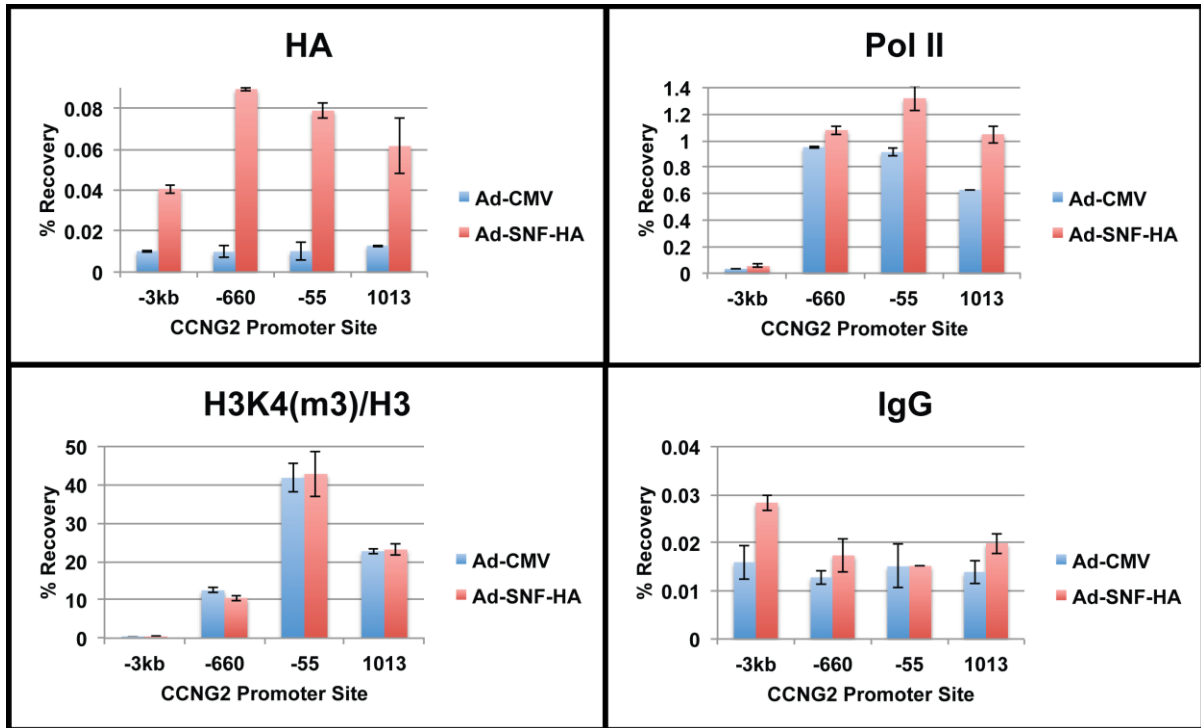 HA
0.08
0.06
0.04
0.02
0
% Recovery
-3kb -660 -55 1013
CCNG2 Promoter Site
Ad-CMV
Ad-SNF-HA
Pol II
1.4
1.2
1
0.8
0.6
0.4
0.2
0
% Recovery
-3kb -660 -55 1013
CCNG2 Promoter Site
Ad-CMV
Ad-SNF-HA
H3K4(m3)/H3
50
40
30
20
10
0
% Recovery
-3kb -660 -55 1013
CCNG2 Promoter Site
Ad-CMV
Ad-SNF-HA
IgG
0.04
0.03
0.02
0.01
0
% Recovery
-3kb -660 -55 1013
CCNG2 Promoter Site
Ad-CMV
Ad-SNF-HA